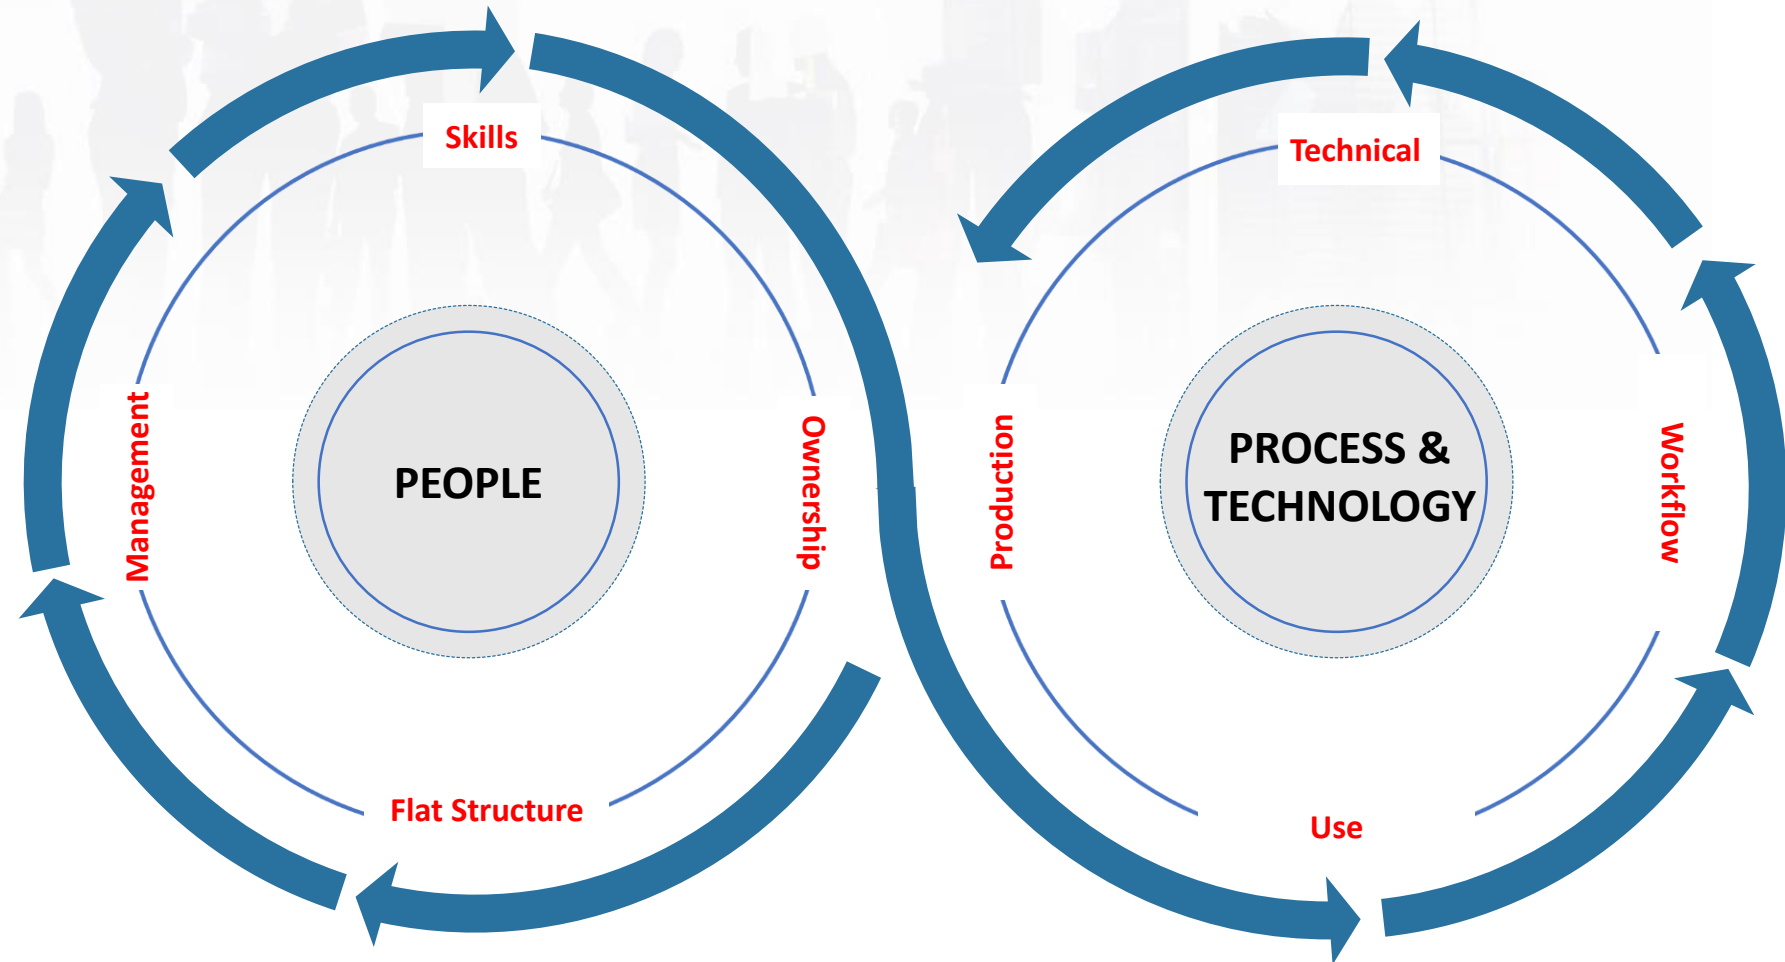 Skills
Management
PEOPLE
Ownership
Flat Structure
Technical
Production
PROCESS &
TECHNOLOGY
Workflow
Use